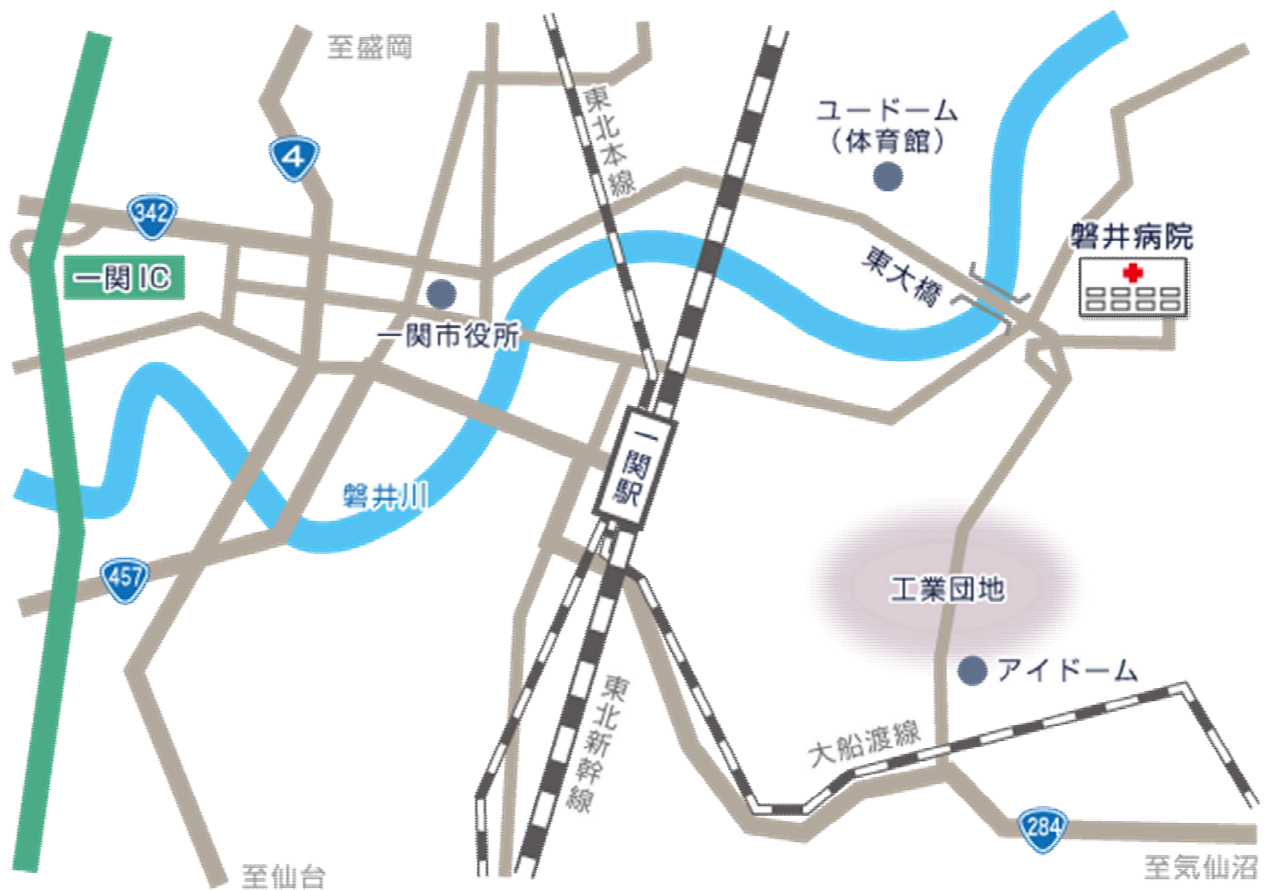 至盛岡
東北本線
ユードーム
（体育館）
4
342
磐井病院
東大橋
一関IC
一関市役所
一関駅
磐井川
457
工業団地
アイドーム
東北新幹線
大船渡線
284
至仙台
至気仙沼